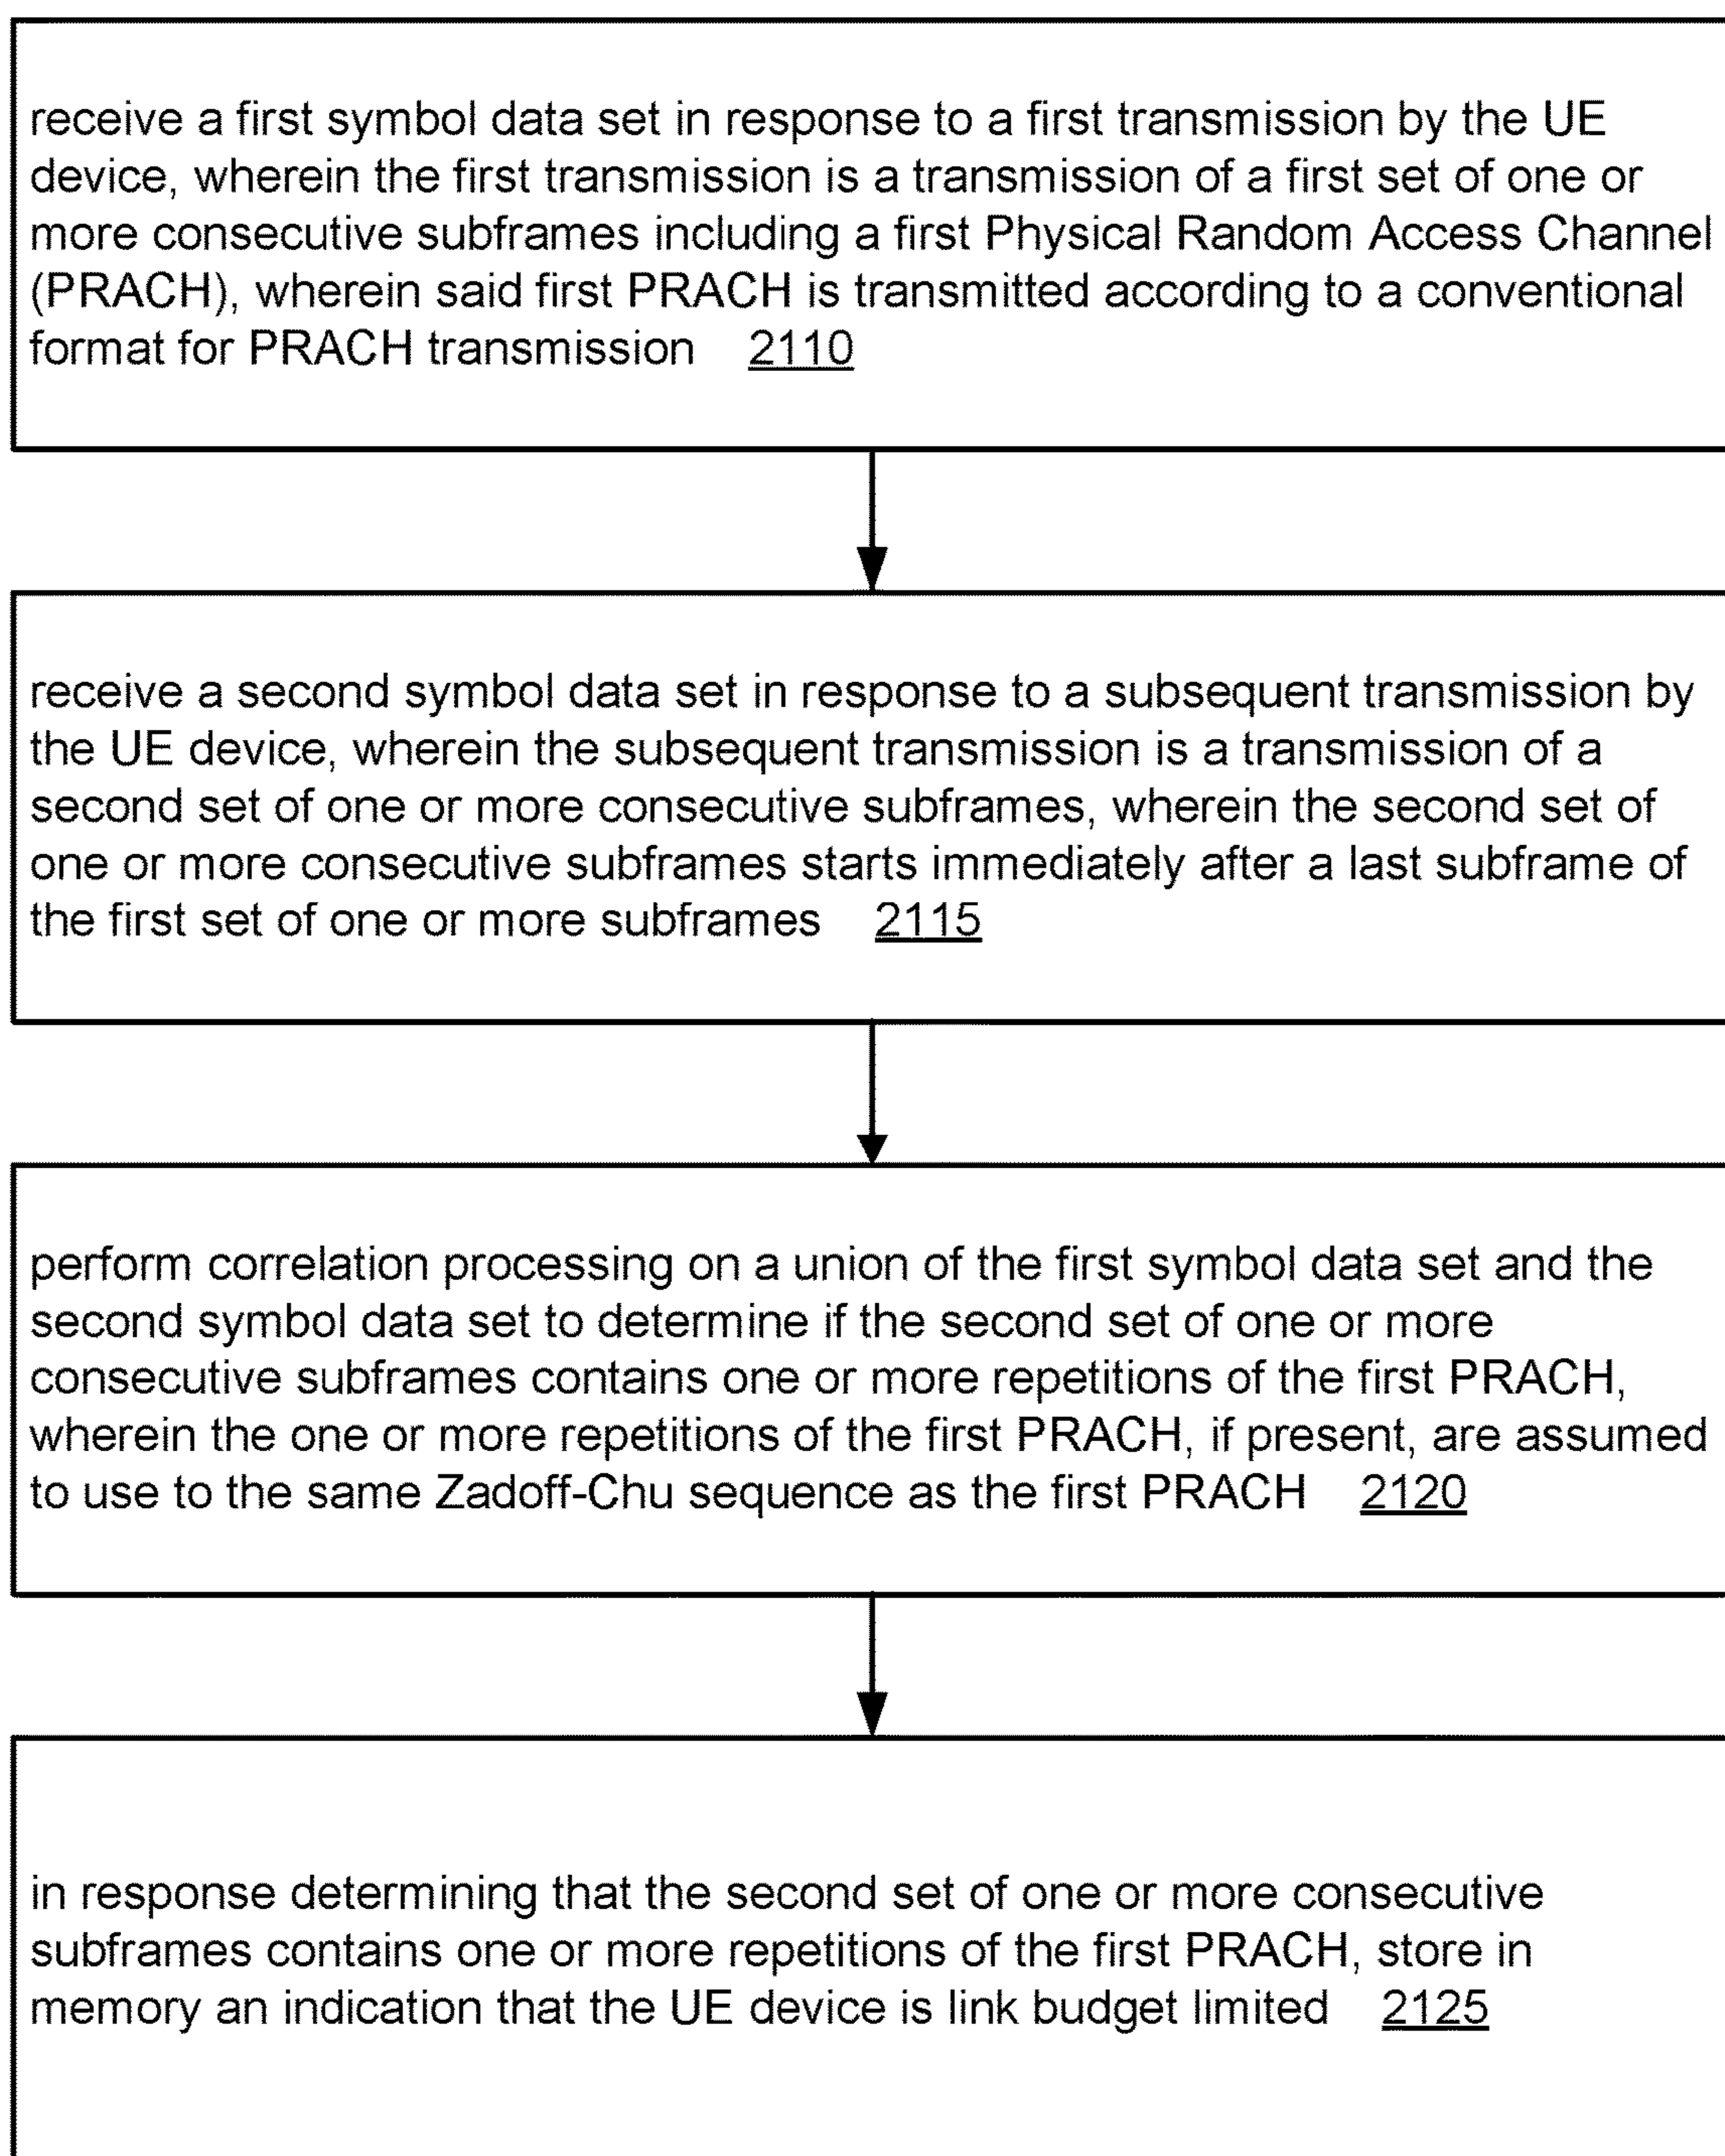 receive a first symbol data set in response to a first transmission by the UE
device, wherein the first transmission is a transmission of a first set of one or
more consecutive subframes including a first Physical Random Access Channel
(PRACH), wherein said first PRACH is transmitted according to a conventional
format for PRACH transmission 2110
receive a second symbol data set in response to a subsequent transmission by
the UE device, wherein the subsequent transmission is a transmission of a
second set of one or more consecutive subframes, wherein the second set of
one or more consecutive subframes starts immediately after a last subframe of
the first set of one or more subframes 2115
perform correlation processing on a union of the first symbol data set and the
second symbol data set to determine if the second set of one or more
consecutive subframes contains one or more repetitions of the first PRACH,
wherein the one or more repetitions of the first PRACH, if present, are assumed
to use to the same Zadoff-Chu sequence as the first PRACH 2120
in response determining that the second set of one or more consecutive
subframes contains one or more repetitions of the first PRACH, store in
memory an indication that the UE device is link budget limited 2125